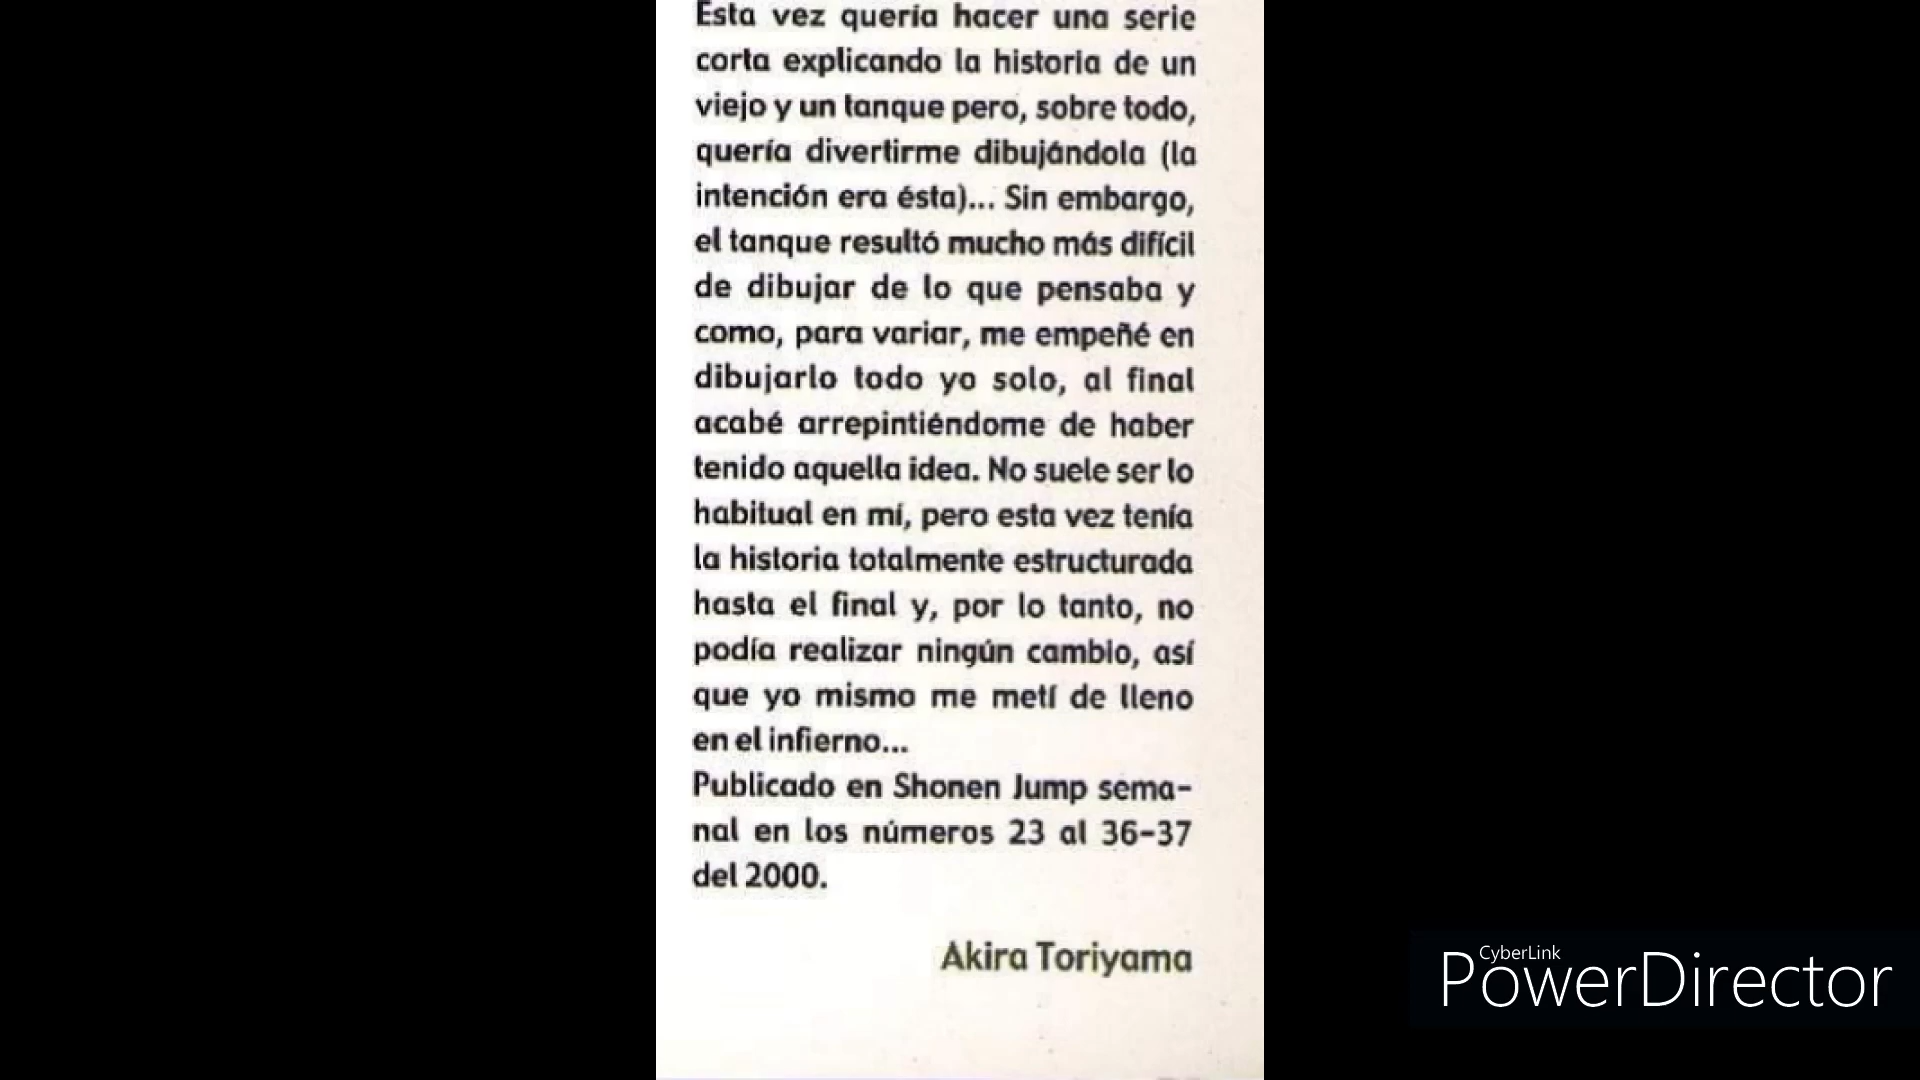 Esta vez quería hacer una serie
corta explicando la historia de un
viejo y un tanque pero, sobre todo,
quería divertirme dibujándola (la
intención era ésta)... Sin embargo,
el tanque resultó mucho más difícil
de dibujar de lo que pensaba y
como, para variar, me empeñé en
dibujarlo todo yo solo, al final
acabé arrepintiéndome de haber
tenido aquella idea. No suele ser lo
habitual en mí, pero esta vez tenía
la historia totalmente estructurada
hasta el final y, por lo tanto, no
podía realizar ningún cambio, así
que yo mismo me metí de lleno
en el infierno...
Publicado en Shonen Jump sema-
nal en los números 23 al 36-37
del 2000.
Akira Toriyama
CyberLink
PowerDirector